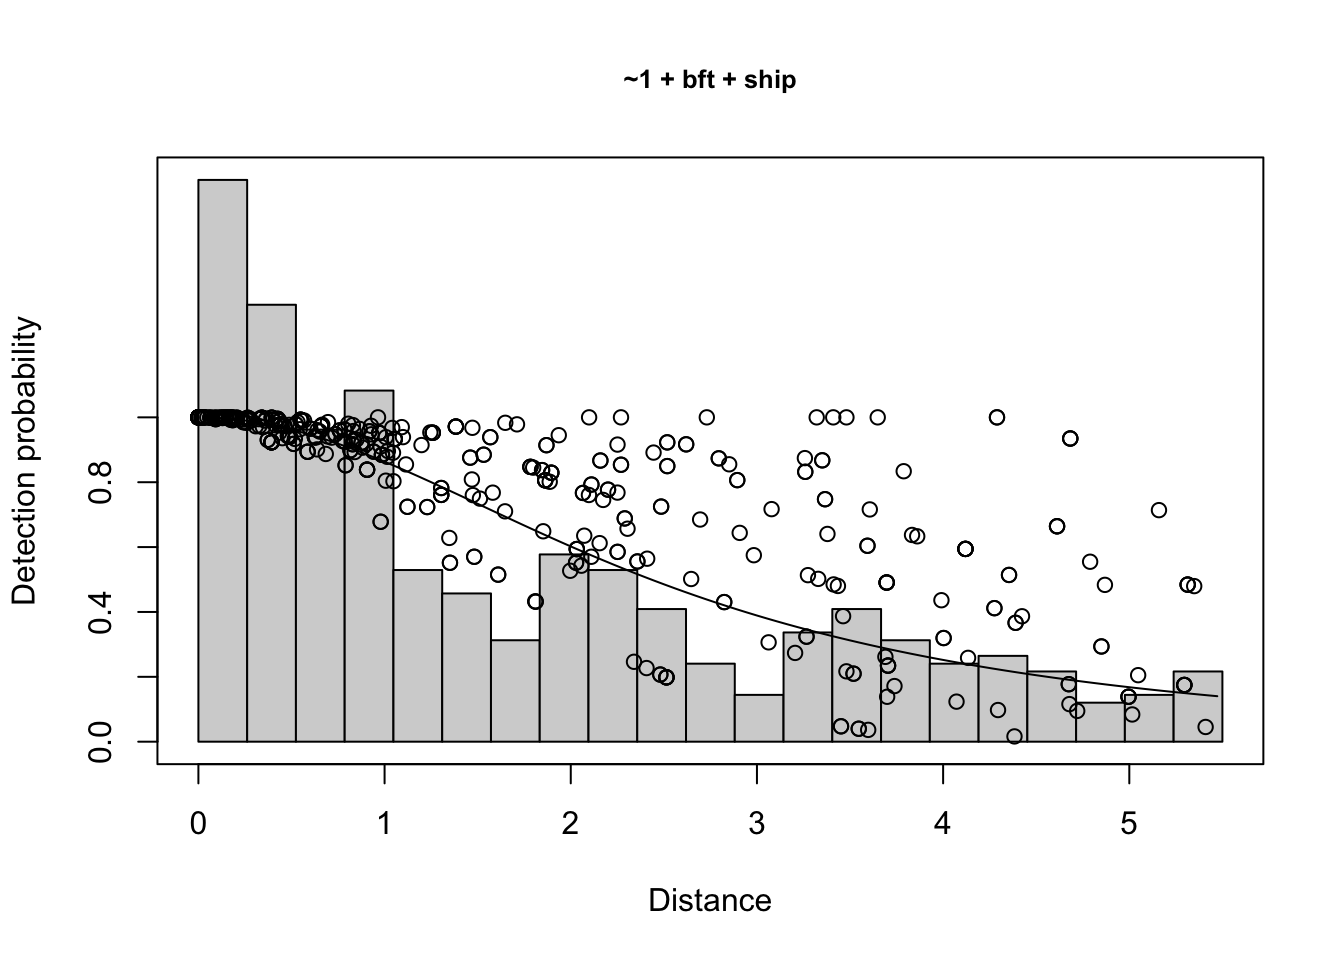 ~1 + bft + ship
Detection probability
0.8
0.4
0.0
0 1 2 3 4 5
Distance